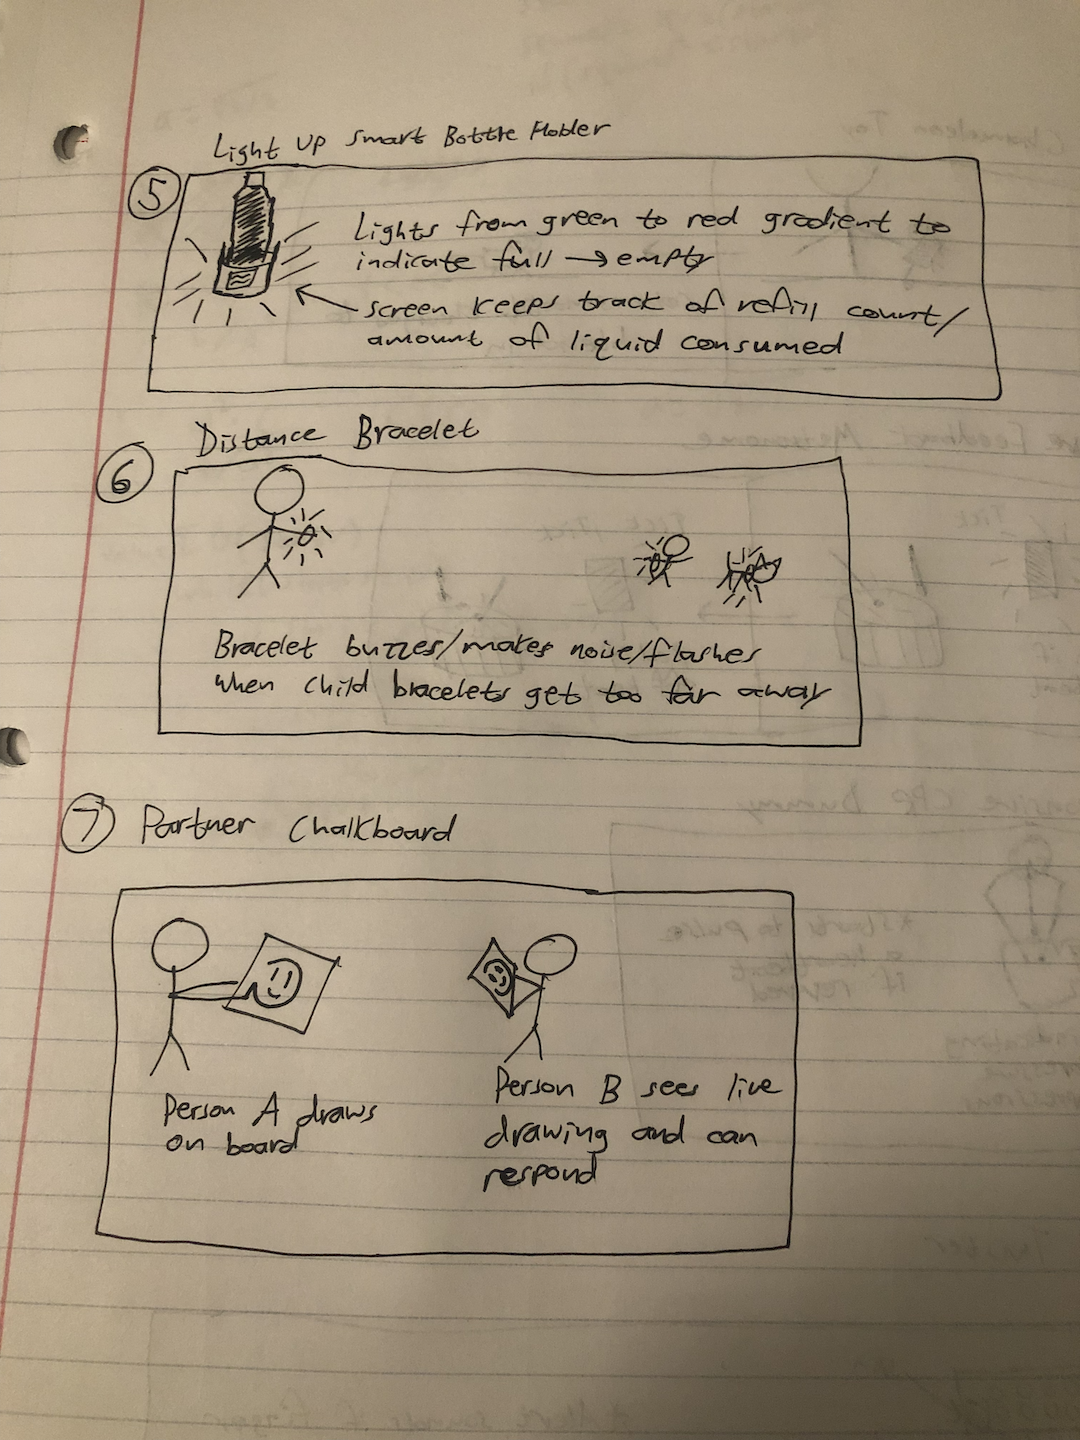 Light Up Smart Bottle Holder
5
Lights from green to red gradient to
indicate full → empty
screen keeps track of refill count/
amount of liquid consumed
Distance Bracelet
6
Bracelet buzzes/makes noise/flashes
when child bracelets get too far away
7 Partner Chalkboard
Person A draws
on board
Person B sees live
drawing and can
respond